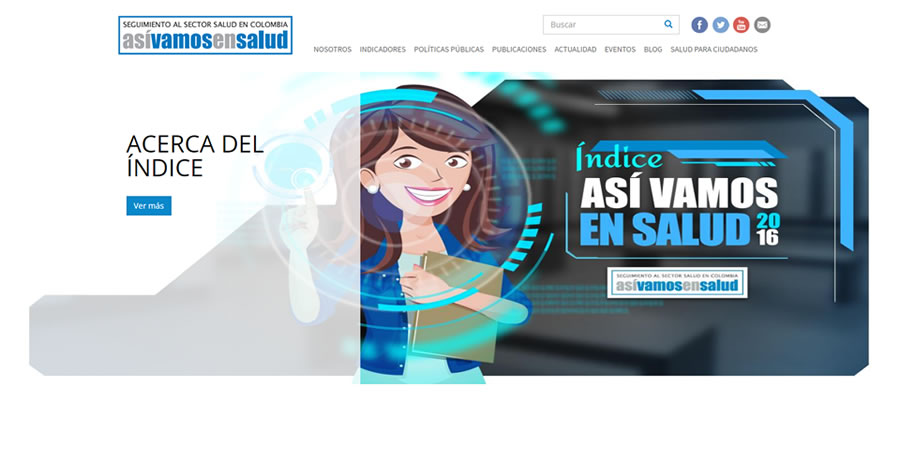 SEGUIMIENTO AL SECTOR SALUD EN COLOMBIA
asívamosensalud
Buscar
You
NOSOTROS INDICADORES POLÍTICAS PÚBLICAS PUBLICACIONES ACTUALIDAD EVENTOS BLOG SALUD PARA CIUDADANOS
ACERCA DEL
ÍNDICE
Ver más
Índice
ASÍ VAMOS
EN SALUD 2016
SEGUIMIENTO AL SECTOR SALUD EN COLOMBIA
asívamosensalud